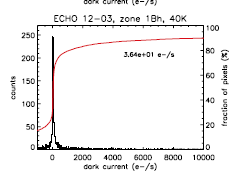 dark current (e-/s)
ECHO 12-03, zone 1Bh, 40K
250
200
150
100
50
0
counts
3.64e+01 e-/s
100
80
60
40
20
0
fraction of pixels (%)
0 2000 4000 6000 8000 10000
dark current (e-/s)